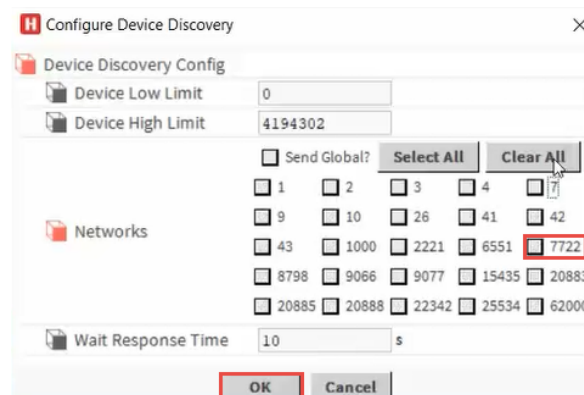 H Configure Device Discovery
Device Discovery Config
Device Low Limit 0
Device High Limit 4194302
Send Global? Select All Clear All
1 2 3 4 7
9 10 26 41 42
Networks
43 1000 2221 6551 7722
8798 9066 9077 15435 20883
20885 20888 22342 25534 62000
Wait Response Time 10 s
OK Cancel